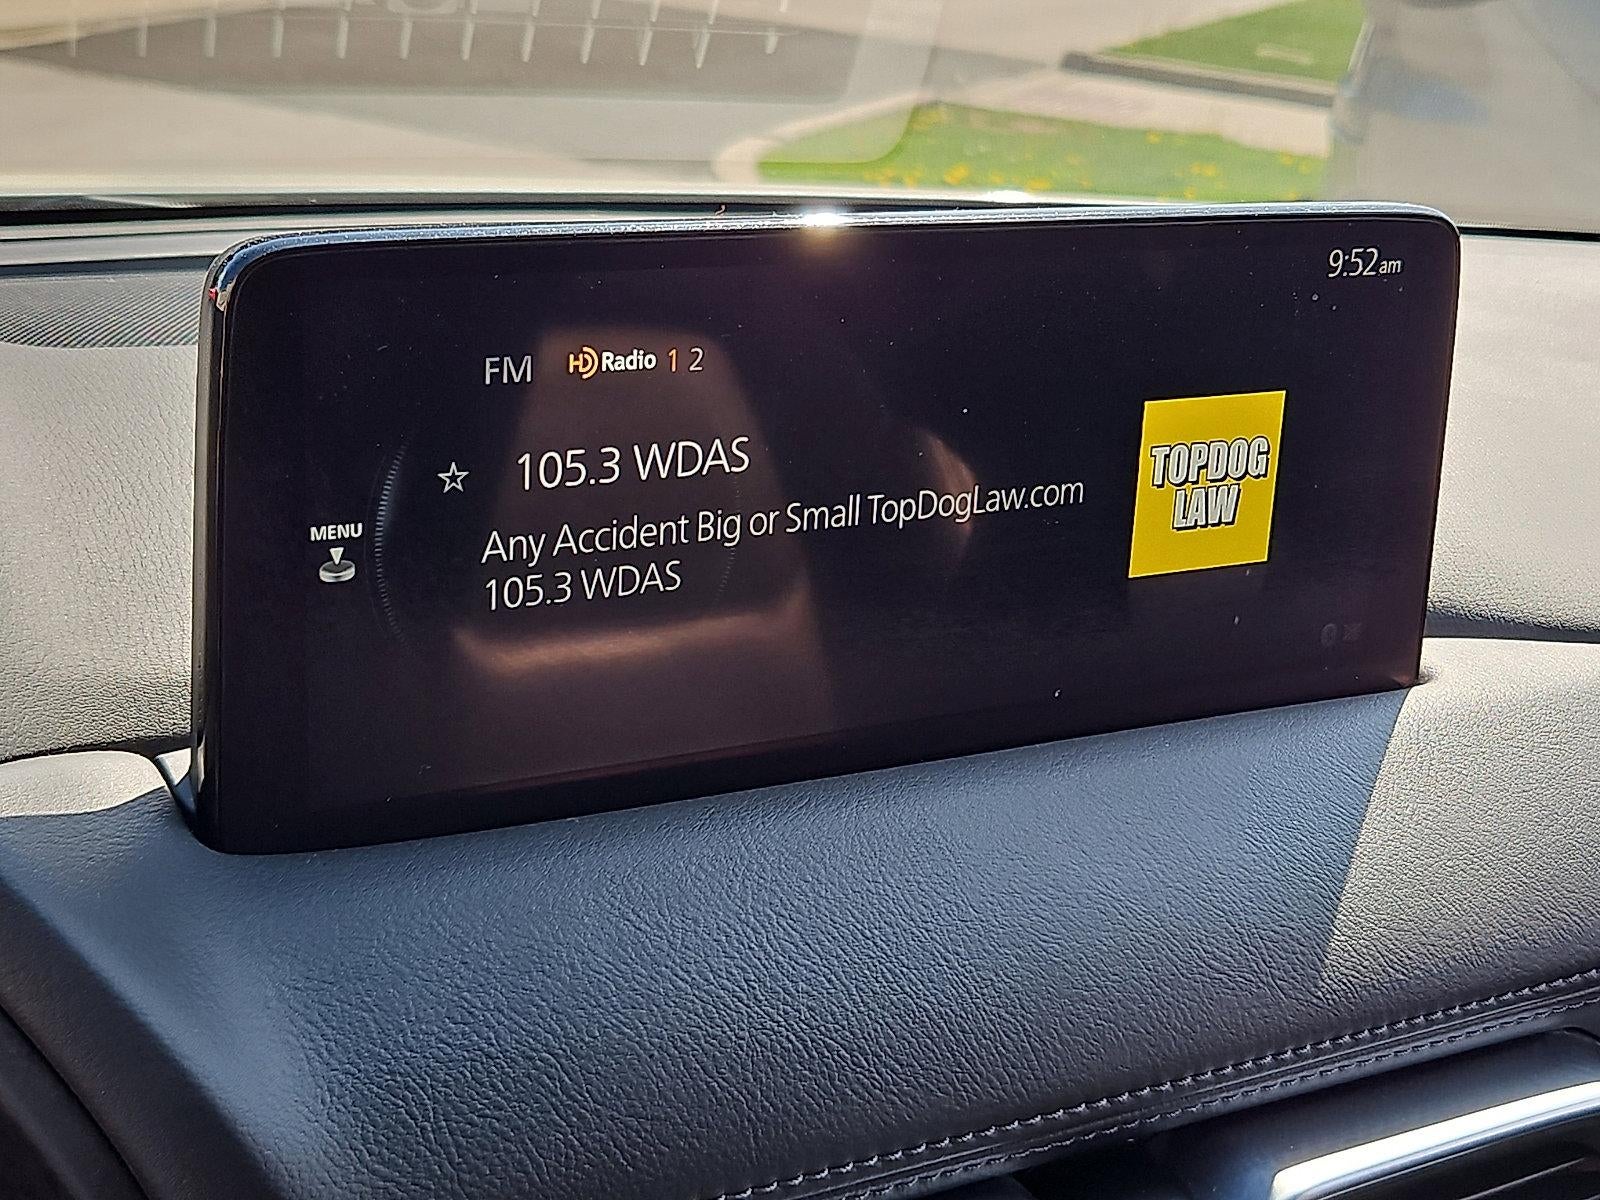 9:52am
FM HD Radio 1 2
105.3 WDAS
Any Accident Big or Small TopDogLaw.com
105.3 WDAS
MENU
TOPDOG
LAW